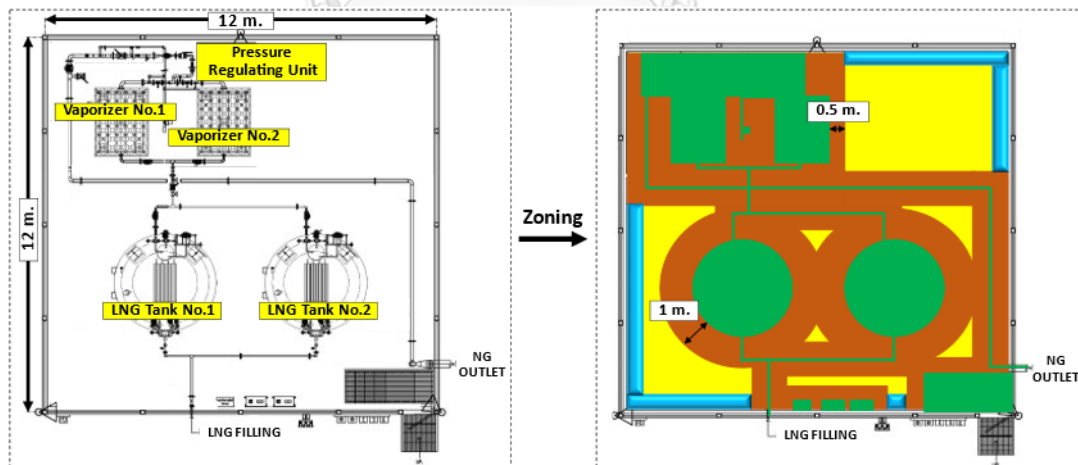 12 m.
Pressure
Regulating Unit
Vaporizer No.1
Vaporizer No.2
12 m.
LNG Tank No.1
LNG Tank No.2
NG
OUTLET
LNG FILLING
Zoning
0.5 m.
1 m.
NG
OUTLET
LNG FILLING